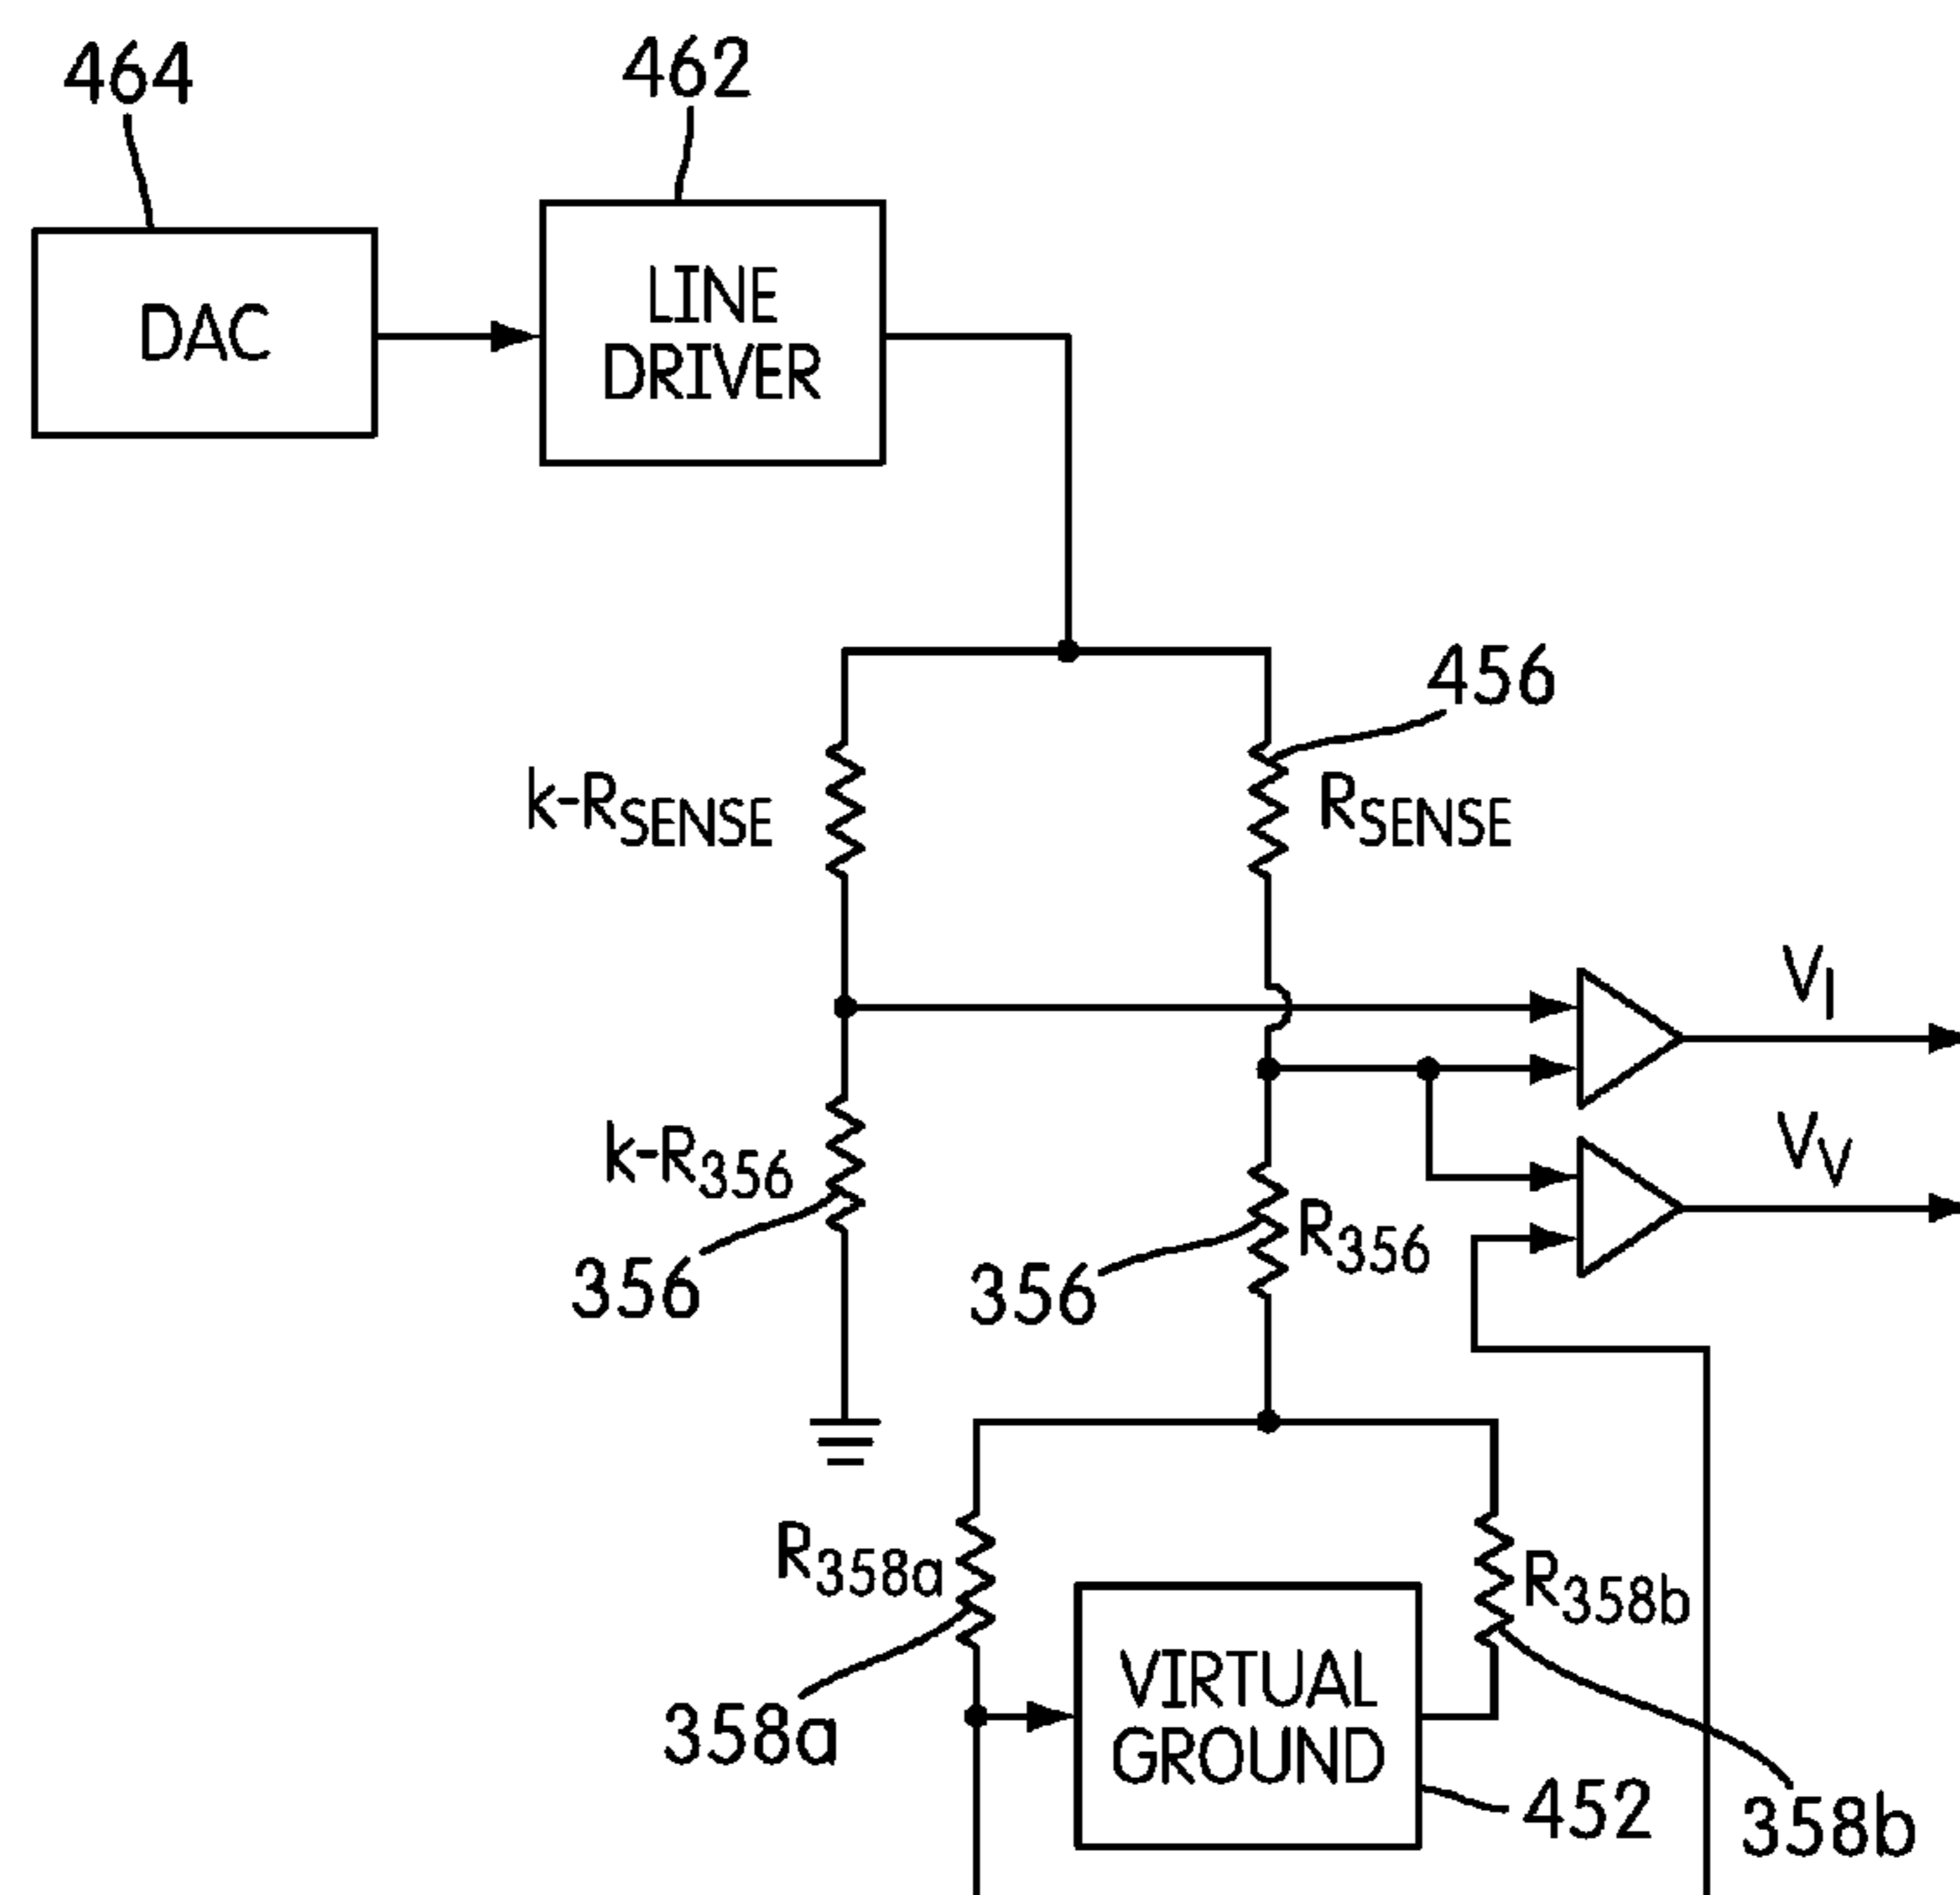 464
462
DAC
LINE
DRIVER
456
k-RSENSE
RSENSE
VI
VV
k-R356
R356
356
356
R358a
R358b
VIRTUAL
GROUND
358a
452
358b